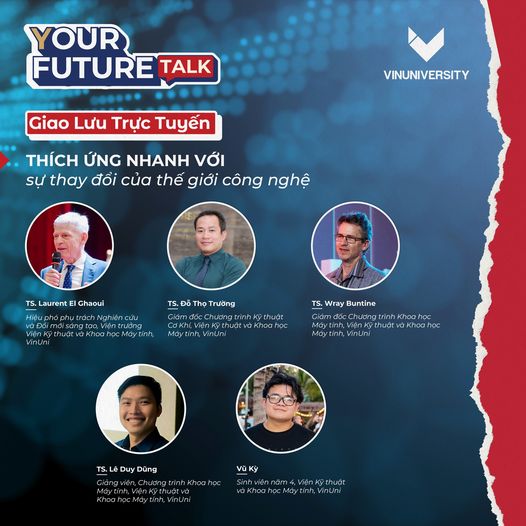 YOUR
FUTURE TALK
VINUNIVERSITY
Giao Lưu Trực Tuyến
THÍCH ỨNG NHANH VỚI
sự thay đổi của thế giới công nghệ
TS. Laurent El Ghaoui
Hiệu phó phụ trách Nghiên cứu
và Đổi mới sáng tạo, Viện trưởng
Viện Kỹ thuật và Khoa học Máy tính,
VinUni
TS. Đỗ Thọ Trường
Giám đốc Chương trình Kỹ thuật
Cơ Khí, Viện Kỹ thuật và Khoa học
Máy tính, VinUni
TS. Wray Buntine
Giám đốc Chương trình Khoa học
Máy tính, Viện Kỹ thuật và Khoa học
Máy tính, VinUni
TS. Lê Duy Dũng
Giảng viên, Chương trình Khoa học
Máy tính, Viện Kỹ thuật và
Khoa học Máy tính, VinUni
Vũ Kỳ
Sinh viên năm 4, Viện Kỹ thuật
và Khoa học Máy tính, VinUni